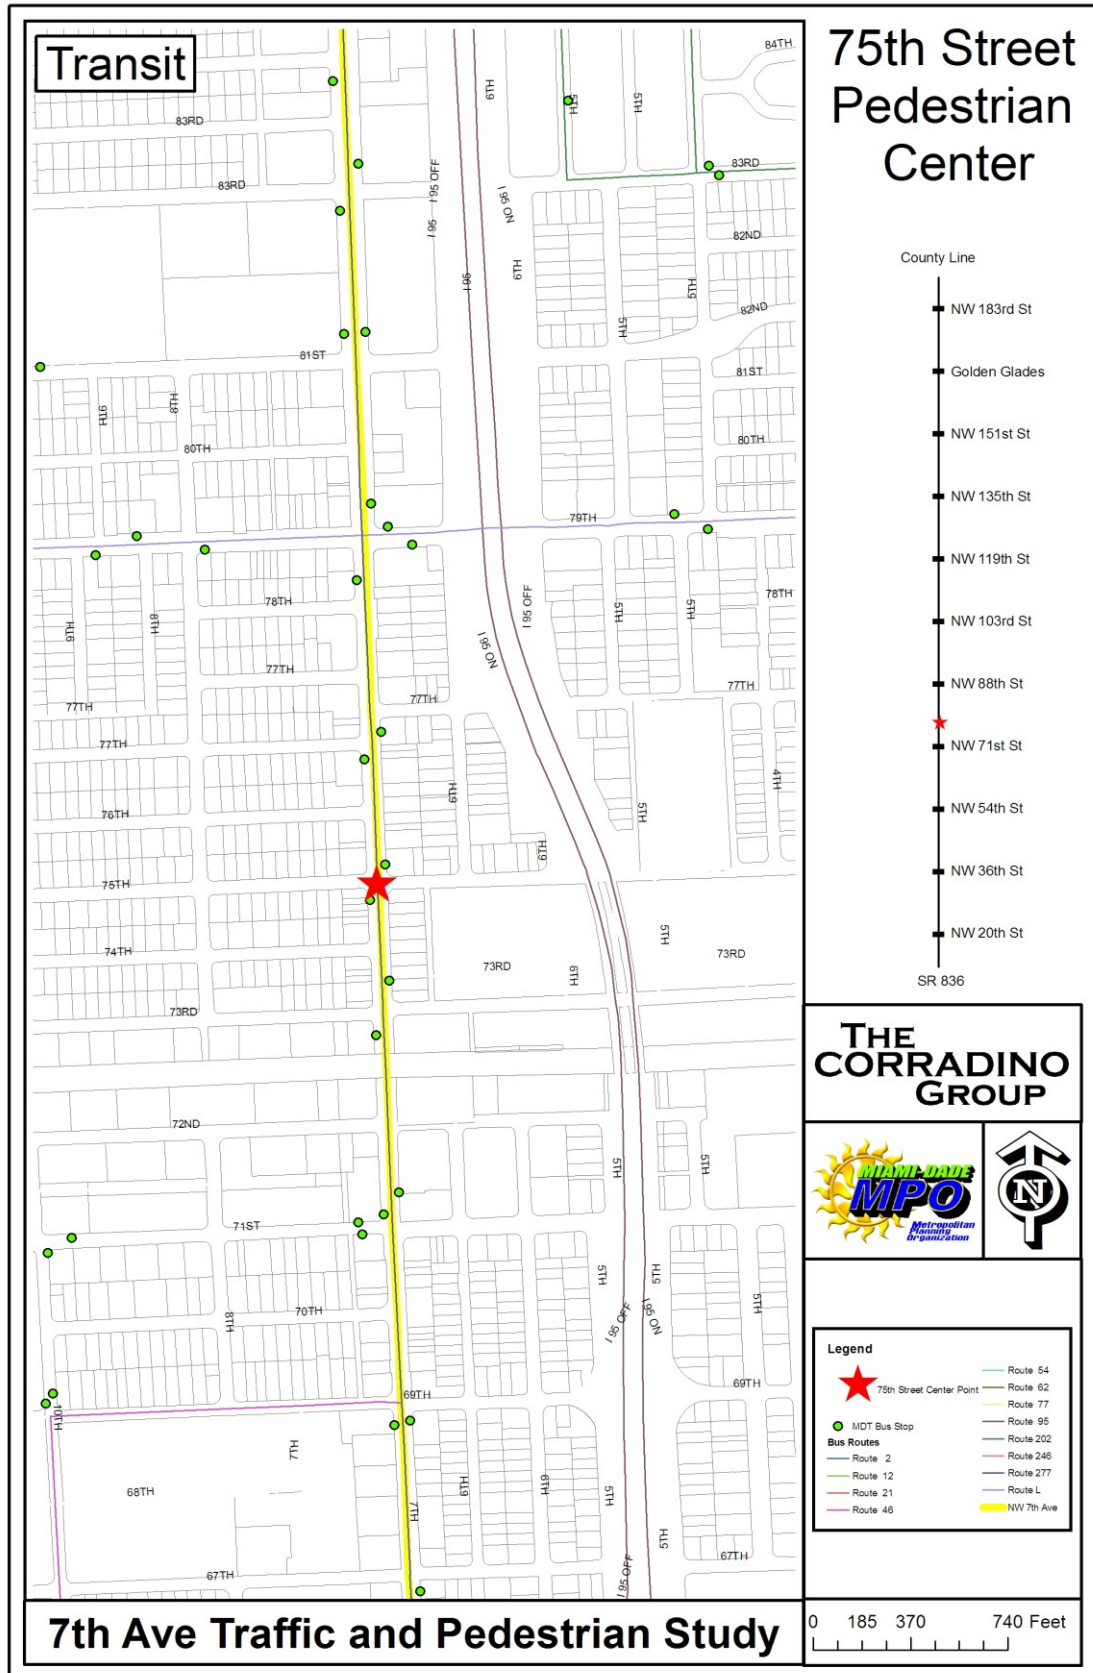 Transit
75th Street
Pedestrian
Center
84TH
6TH
5TH
5TH
83RD
83RD
83RD
I 95 OFF
I 95 ON
I 95
82ND
6TH
I 95
5TH
82ND
5TH
81ST
81ST
9TH
8TH
80TH
80TH
79TH
78TH
78TH
I 95 OFF
5TH
5TH
9TH
8TH
I 95 ON
77TH
77TH
77TH
77TH
77TH
4TH
6TH
76TH
5TH
6TH
75TH
5TH
74TH
73RD
73RD
6TH
73RD
72ND
5TH
5TH
71ST
5TH
5TH
5TH
70TH
8TH
I 95 OFF
I 95 ON
69TH
69TH
10TH
7TH
68TH
6TH
6TH
5TH
7TH
5TH
67TH
67TH
I 95 OFF
County Line
NW 183rd St
Golden Glades
NW 151st St
NW 135th St
NW 119th St
NW 103rd St
NW 88th St
NW 71st St
NW 54th St
NW 36th St
NW 20th St
SR 836
THE
CORRADINO
GROUP
MIAMI-DADE
MPO
Metropolitan
Planning
Organization
N
Legend
75th Street Center Point
MDT Bus Stop
Bus Routes
Route 2
Route 12
Route 21
Route 46
Route 54
Route 62
Route 77
Route 95
Route 202
Route 246
Route 277
Route L
NW 7th Ave
7th Ave Traffic and Pedestrian Study
0 185 370 740 Feet